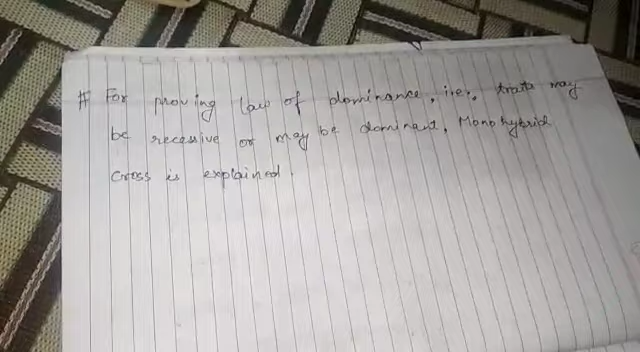 # For proving law of dominance, i.e., traits may
be recessive or may be dominant, Monohybrid
cross is explained.